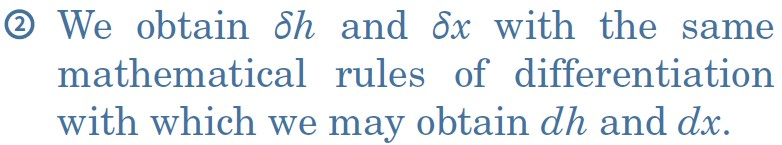 ② We obtain δh and δx with the same
mathematical rules of differentiation
with which we may obtain dh and dx.